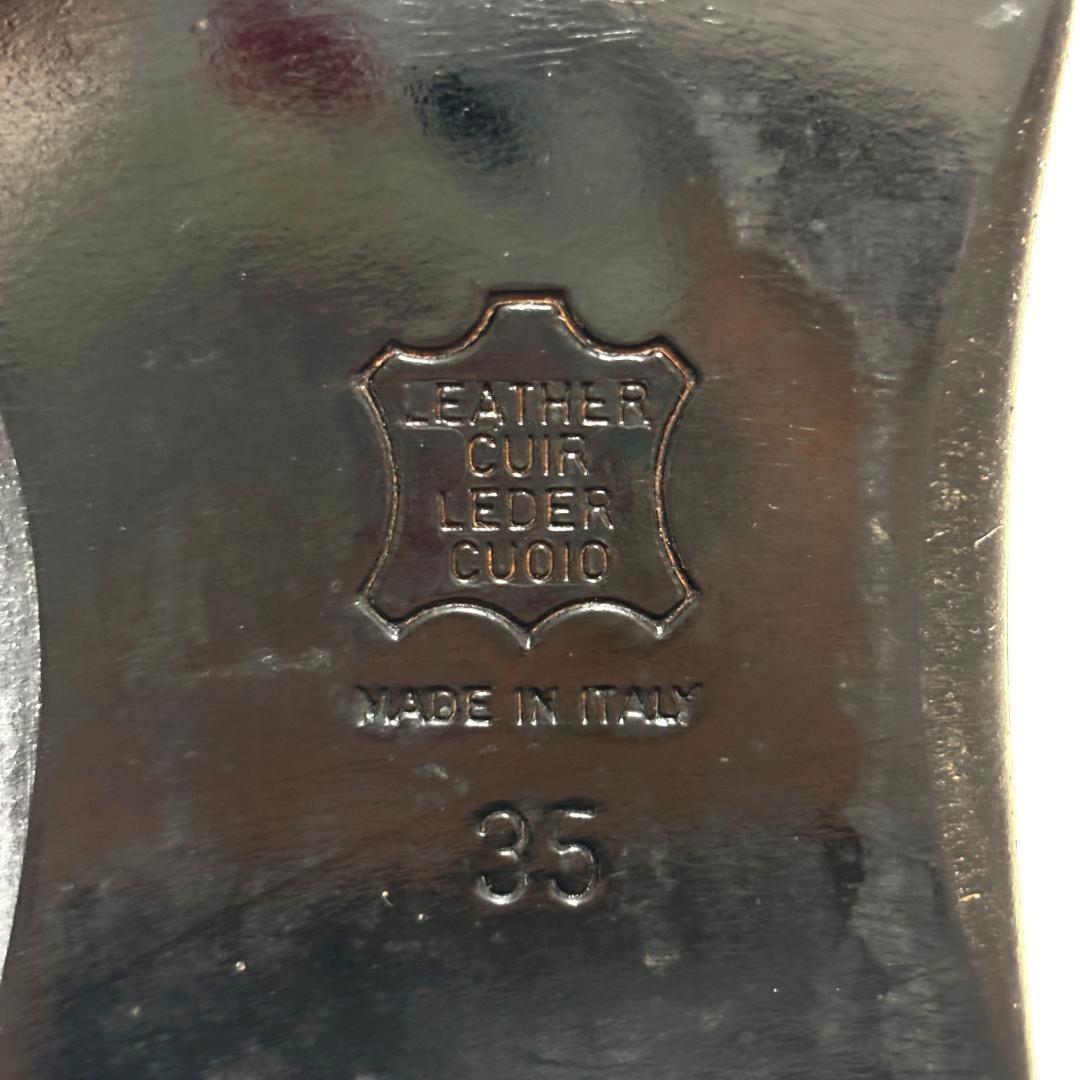 LEATHER
CUIR
LEDER
CUOIO
MADE IN ITALY
35